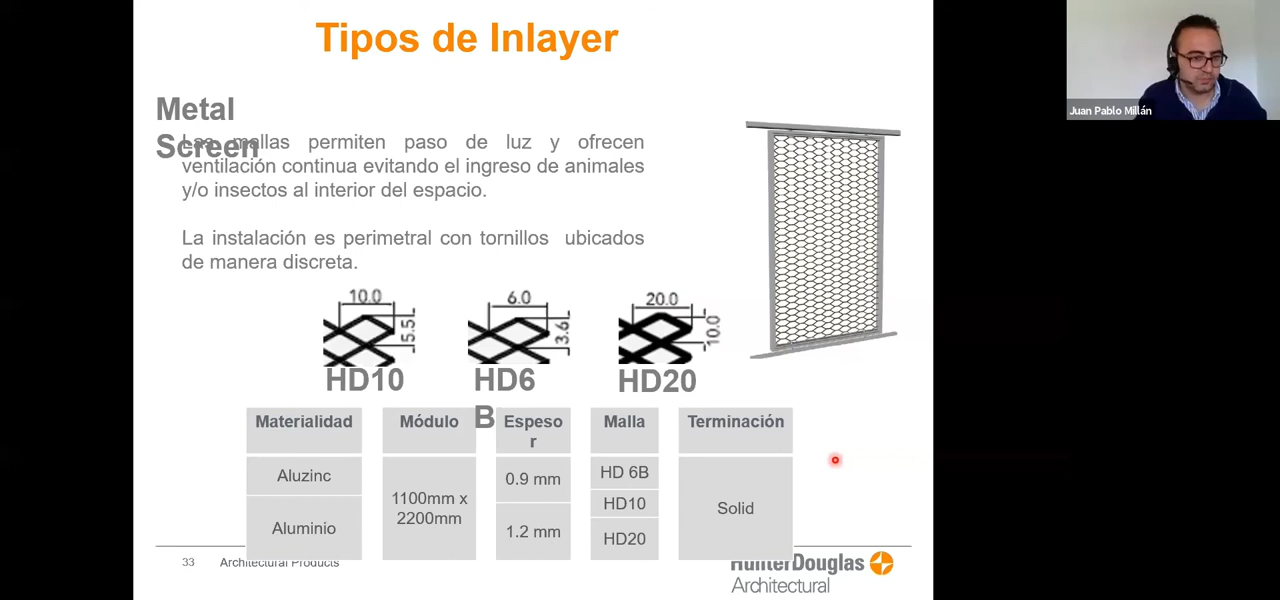 Tipos de Inlayer
Juan Pablo Millán
Metal
Screen
Las mallas permiten paso de luz y ofrecen
ventilación continua evitando el ingreso de animales
y/o insectos al interior del espacio.
La instalación es perimetral con tornillos ubicados
de manera discreta.
10.0
5.5
6.0
3.6
20.0
10.0
HD10
HD6
B
HD20
Materialidad
Módulo
Espeso
r
Malla
Terminación
Aluzinc
Aluminio
1100mm x
2200mm
0.9 mm
1.2 mm
HD 6B
HD10
HD20
Solid
33
Architectural Products
HunterDouglas
Architectural